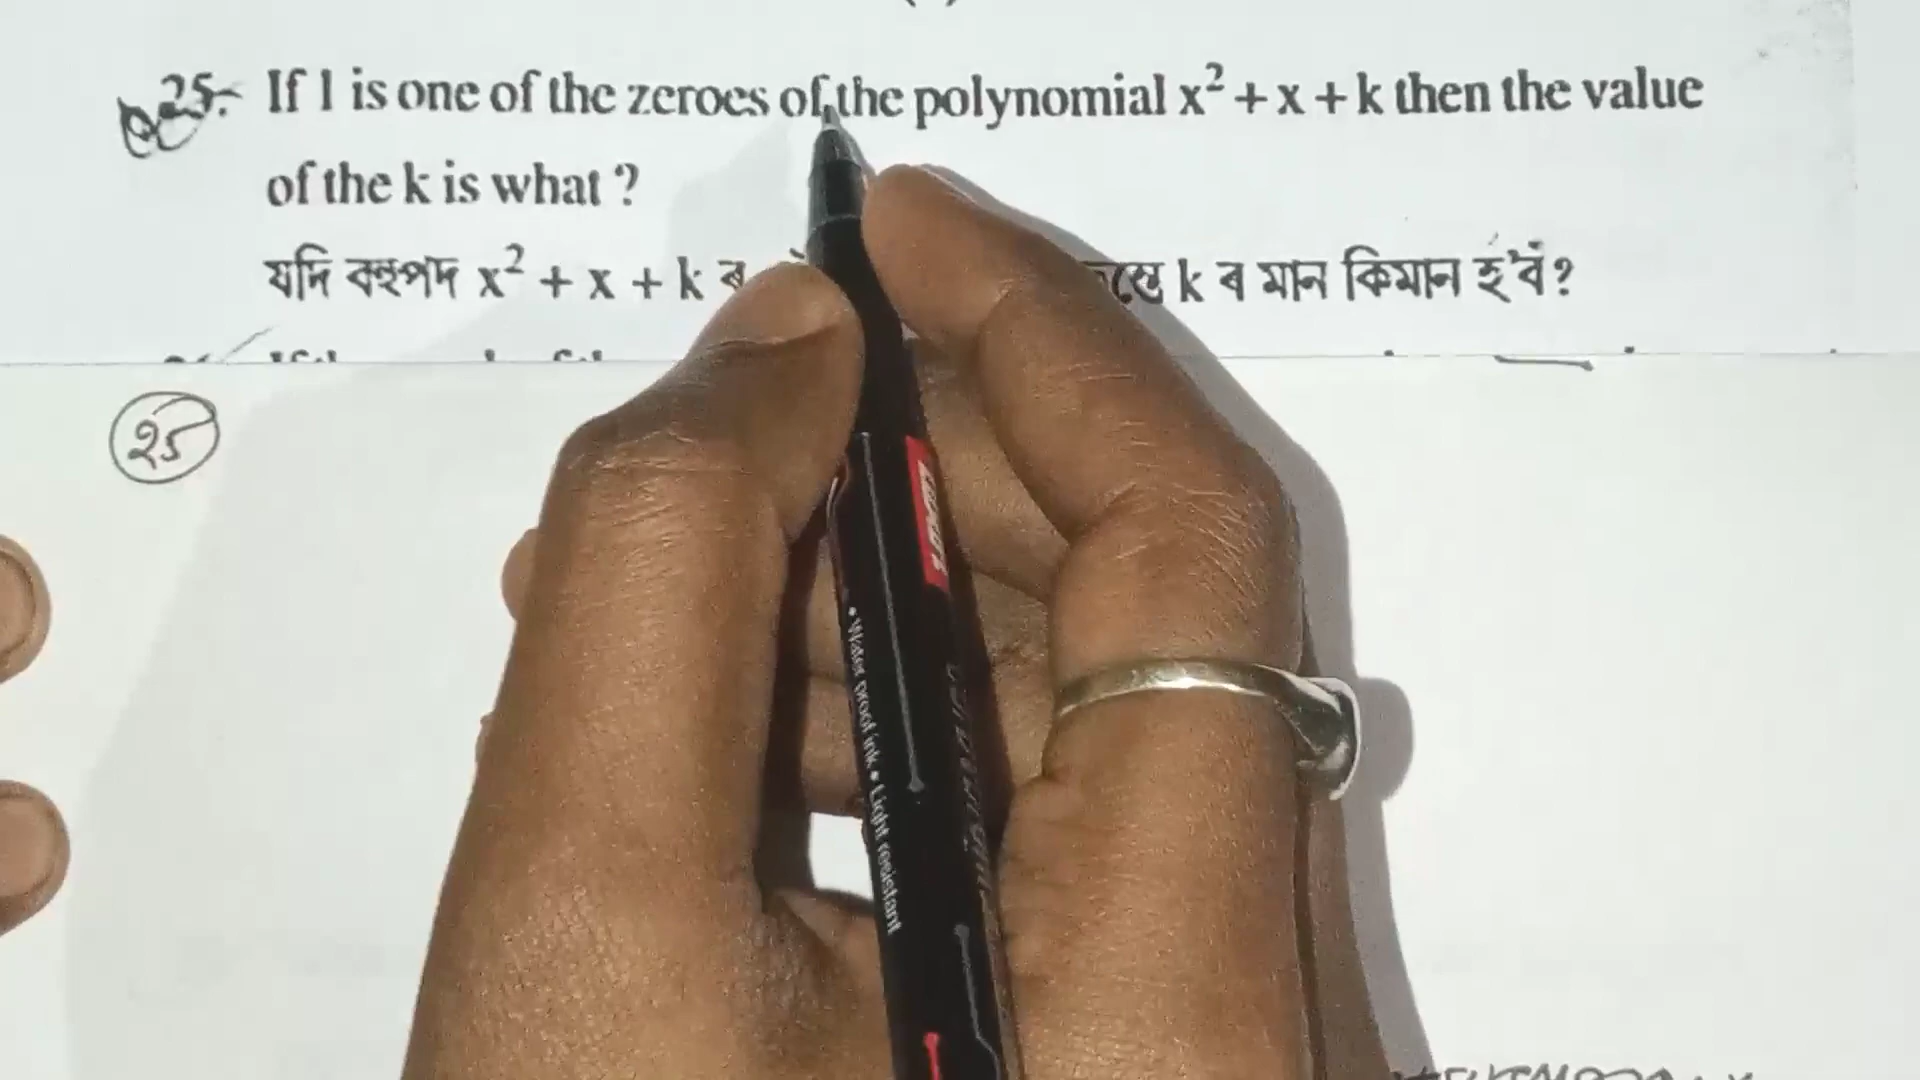 25. If 1 is one of the zeroes of the polynomial x² + x + k then the value
of the k is what ?
যদি বহুপদ x² + x + k ৰ k ৰ মান কিমান হ'ব?
25
• Water proof ink • Light resistant